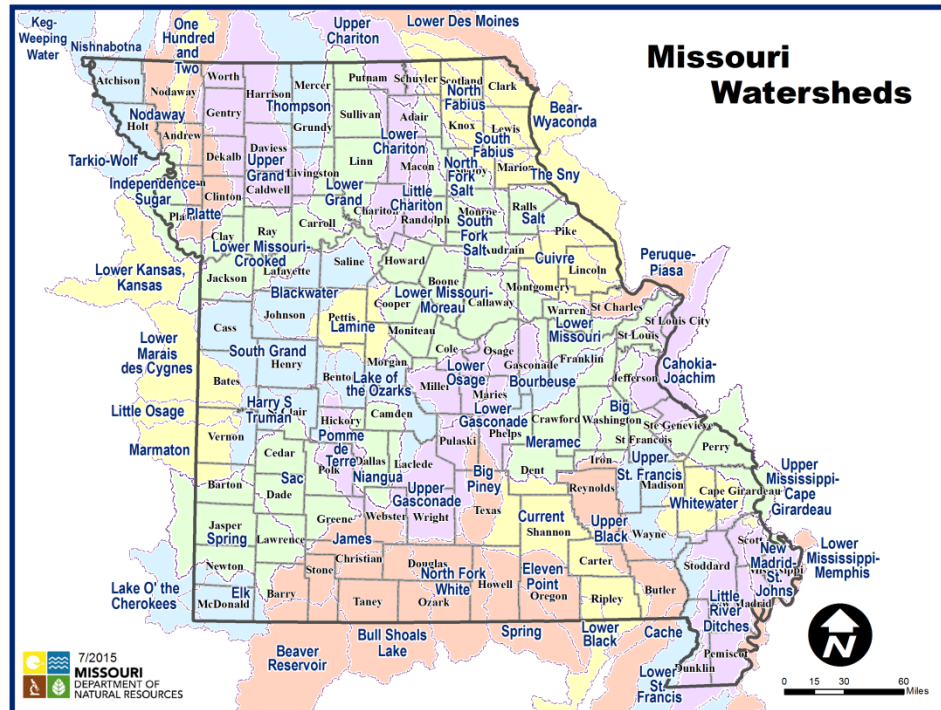 Missouri
Watersheds
Keg-
Weeping
Water
Nishnabotna
One
Hundred
and
Two
Upper
Chariton
Lower Des Moines
Atchison
Nodaway
Worth
Harrison
Mercer
Putnam
Schuyler
Scotland
Clark
Nodaway
Holt
Gentry
Thompson
Sullivan
Adair
North
Fabius
Knox
Lewis
Bear-
Wyaconda
Andrew
Grundy
Tarkio-Wolf
Dekalb
Daviess
Upper
Grand
Livingston
Linn
Lower
Chariton
Macon
South
Fabius
North
Fork
Salt
Marion
The Sny
Independence-
Sugar
Clinton
Caldwell
Lower
Grand
Little
Chariton
Chariton
Randolph
Monroe
Ralls
Salt
Platte
Clay
Ray
Carroll
South
Fork
Salt
Pike
Lower Missouri-
Crooked
Saline
Howard
Cuivre
Lincoln
Peruque-
Piasa
Lower Kansas,
Kansas
Jackson
Lafayette
Boone
Montgomery
Blackwater
Lower Missouri-
Moreau
Callaway
Warren
St Charles
Cass
Johnson
Pettis
Cooper
Lamine
Moniteau
Lower
Missouri
St Louis City
St Louis
Lower
Marais
des Cygnes
South Grand
Henry
Morgan
Cole
Osage
Gasconade
Franklin
Cahokia-
Joachim
Bates
Bento
Lake of
the Ozarks
Miller
Lower
Osage
Maries
Bourbeuse
Jefferson
Little Osage
Harry S
Truman
Camden
Lower
Gasconade
Crawford
Washington
Big
Ste Genevieve
Marmaton
Vernon
Hickory
Pomme
de
Terre
Pulaski
Phelps
Meramec
St Francois
Perry
Cedar
Polk
Dallas
Niangua
Laclede
Dent
Iron
Upper
St. Francis
Barton
Sac
Dade
Upper
Gasconade
Big
Piney
Texas
Reynolds
Madison
Cape Girardeau
Whitewater
Upper
Mississippi-
Cape
Girardeau
Jasper
Spring
Lawrence
Greene
Webster
Wright
Current
Shannon
Upper
Black
Wayne
Newton
James
Christian
Douglas
Carter
Stoddard
Scott
New
Madrid-
St.
Johns
Lower
Mississippi-
Memphis
Lake O' the
Cherokees
Elk
McDonald
Barry
Stone
Taney
North Fork
White
Ozark
Howell
Eleven
Point
Oregon
Ripley
Butler
Little
River
Ditches
Beaver
Reservoir
Bull Shoals
Lake
Spring
Lower
Black
Cache
Lower
St.
Francis
Dunklin
Pemiscot
N
0 15 30 60
Miles
7/2015
MISSOURI
DEPARTMENT OF
NATURAL RESOURCES